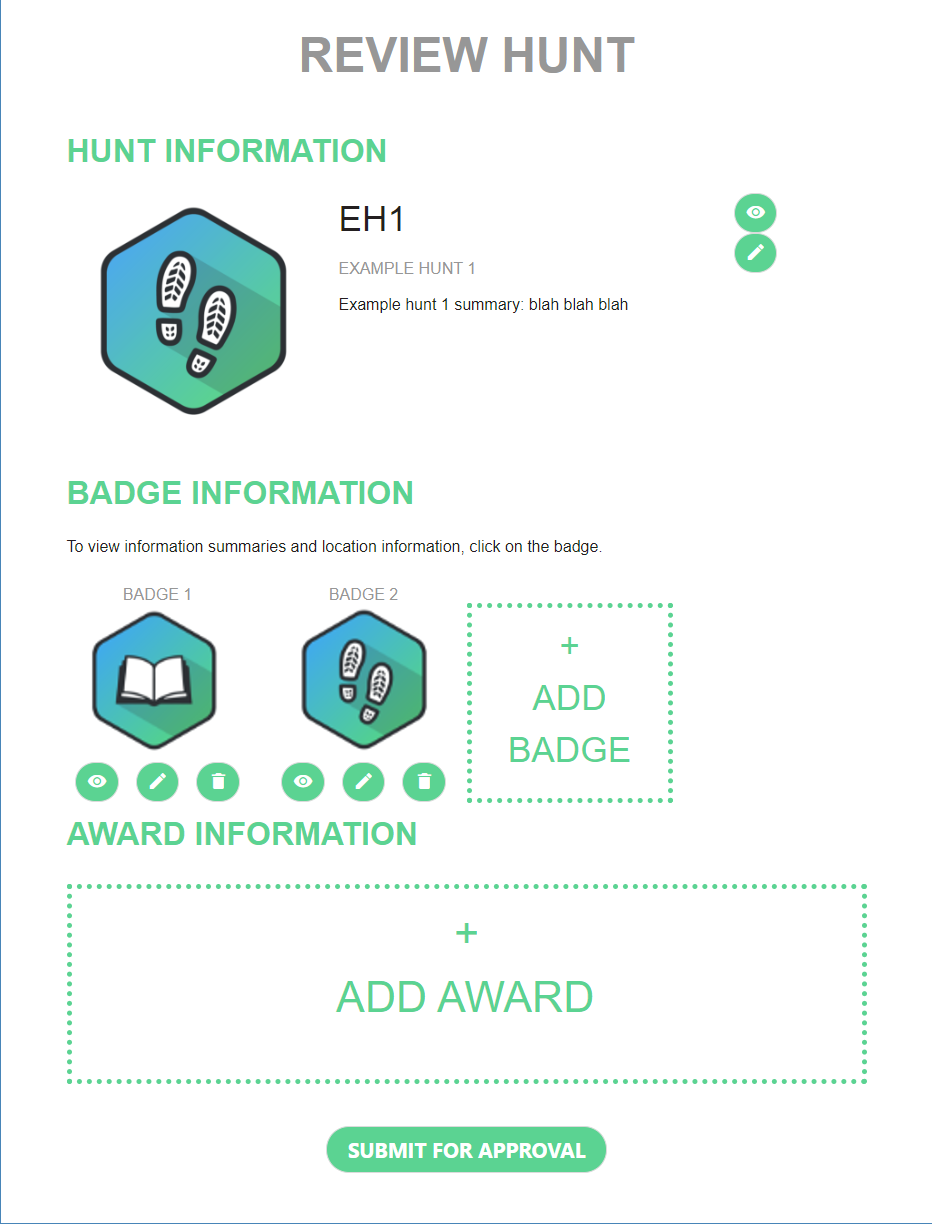 REVIEW HUNT
HUNT INFORMATION
EH1
EXAMPLE HUNT 1
Example hunt 1 summary: blah blah blah
BADGE INFORMATION
To view information summaries and location information, click on the badge.
BADGE 1
BADGE 2
+
ADD
BADGE
AWARD INFORMATION
+
ADD AWARD
SUBMIT FOR APPROVAL